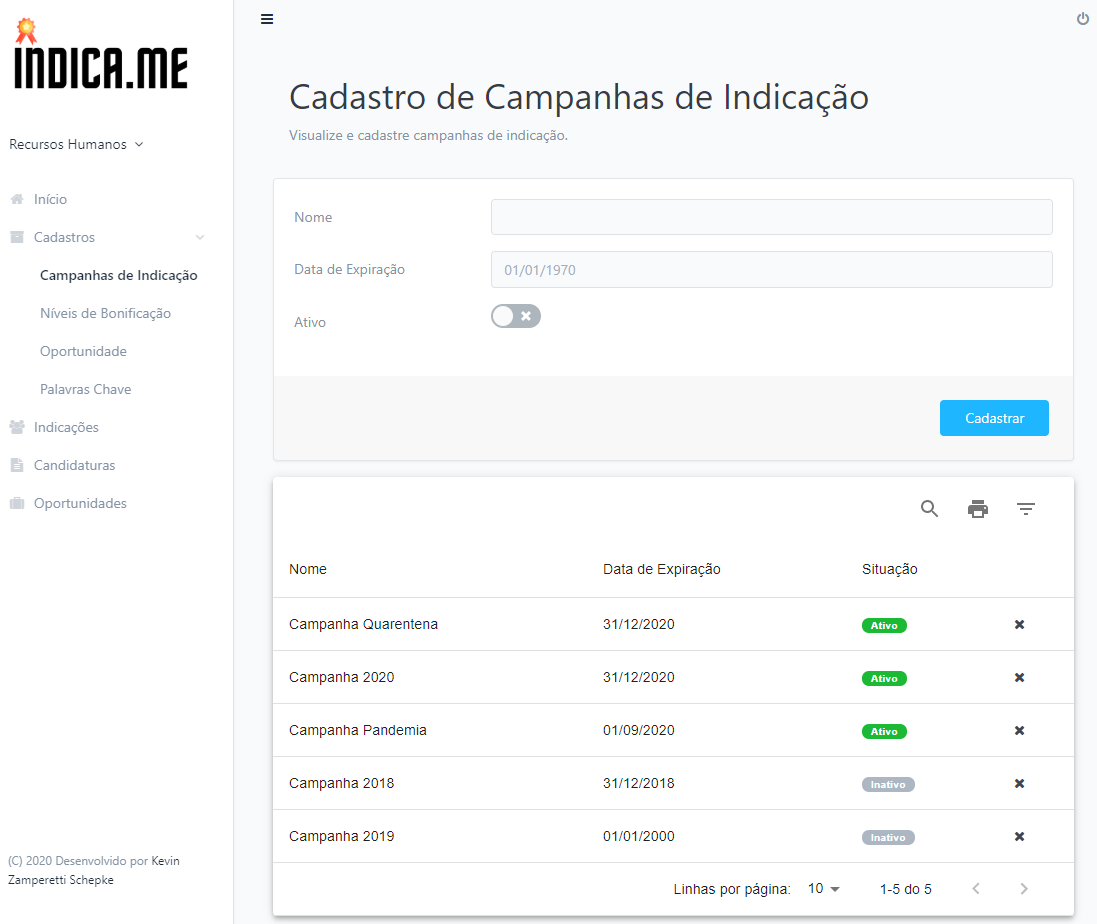 INDICA.ME
Recursos Humanos
Início
Cadastros
Campanhas de Indicação
Níveis de Bonificação
Oportunidade
Palavras Chave
Indicações
Candidaturas
Oportunidades
(C) 2020 Desenvolvido por Kevin
Zamperetti Schepke
Cadastro de Campanhas de Indicação
Visualize e cadastre campanhas de indicação.
Nome
Data de Expiração 01/01/1970
Ativo
Cadastrar
Nome Data de Expiração Situação
Campanha Quarentena 31/12/2020 Ativo
Campanha 2020 31/12/2020 Ativo
Campanha Pandemia 01/09/2020 Ativo
Campanha 2018 31/12/2018 Inativo
Campanha 2019 01/01/2000 Inativo
Linhas por página: 10 1-5 do 5